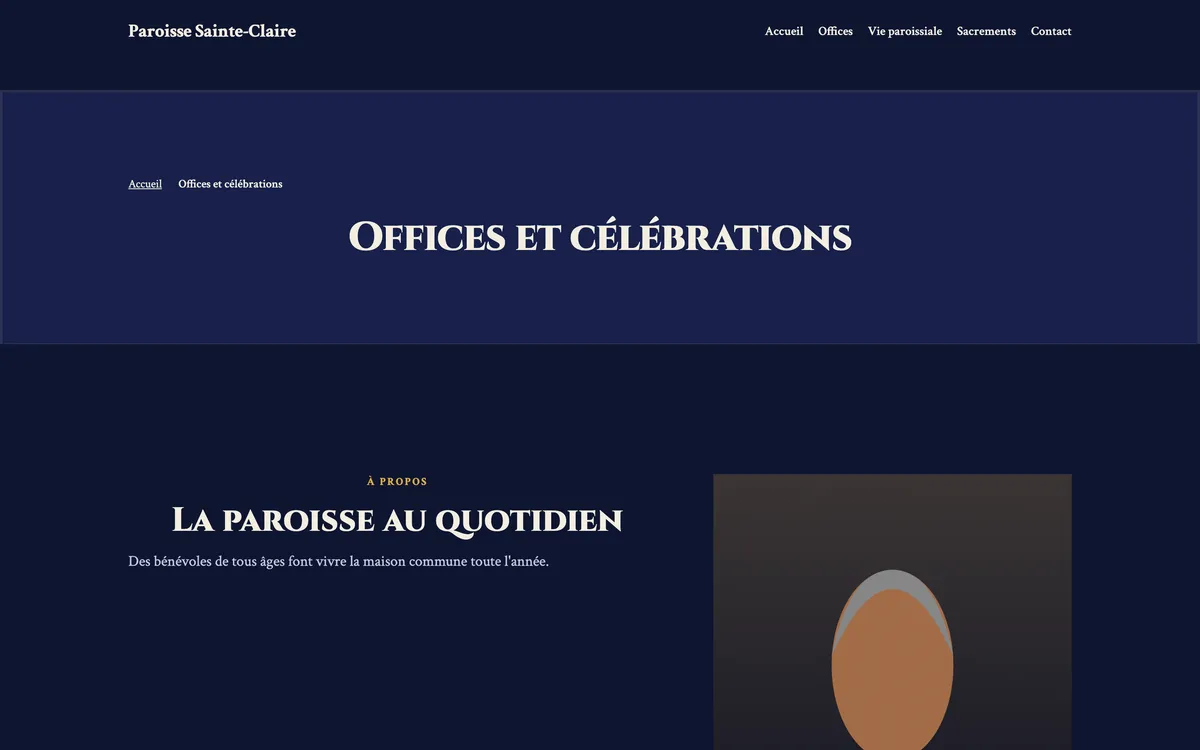 Paroisse Sainte-Claire
Accueil Offices Vie paroissiale Sacrements Contact
Accueil Offices et célébrations
Offices et célébrations
À PROPOS
La paroisse au quotidien
Des bénévoles de tous âges font vivre la maison commune toute l'année.